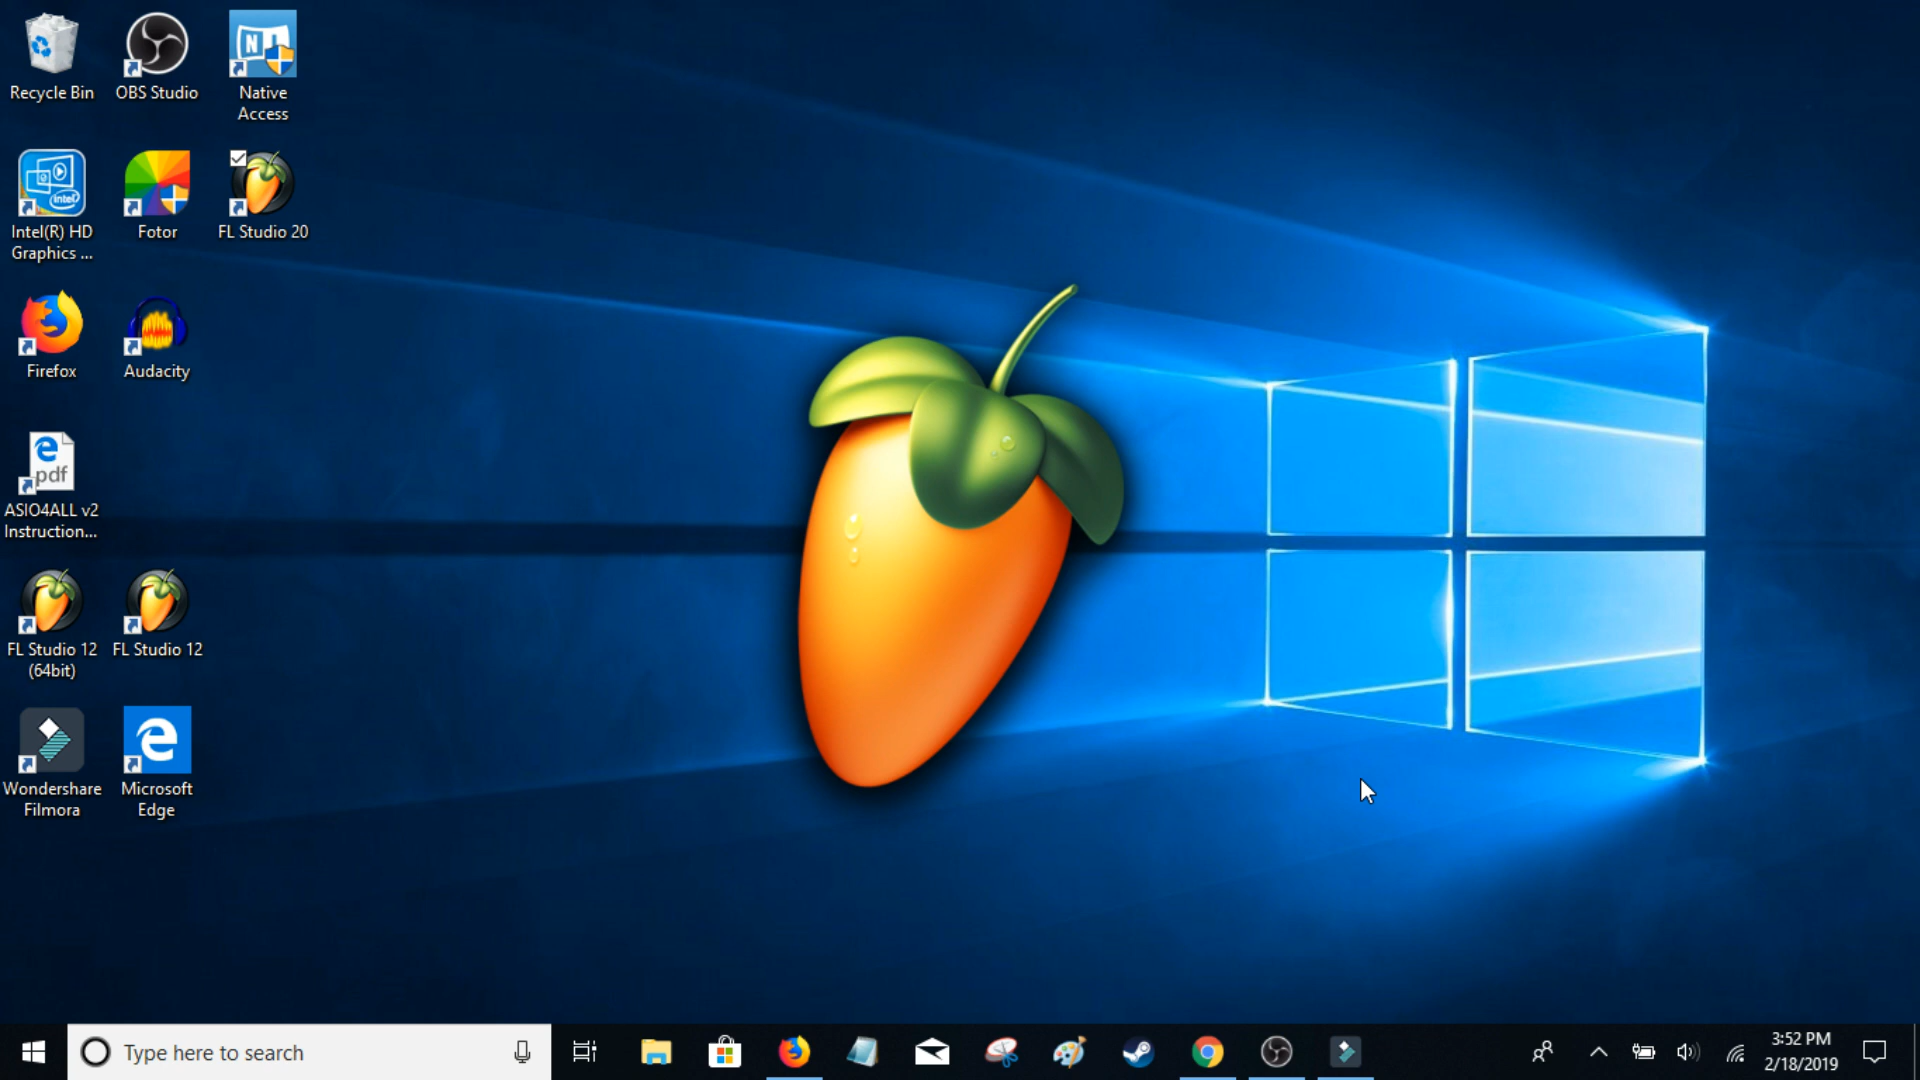 Recycle Bin
OBS Studio
Native
Access
Intel(R) HD
Graphics ...
Fotor
FL Studio 20
Firefox
Audacity
pdf
ASIO4ALL v2
Instruction...
FL Studio 12
(64bit)
FL Studio 12
Wondershare
Filmora
Microsoft
Edge
Type here to search
3:52 PM
2/18/2019